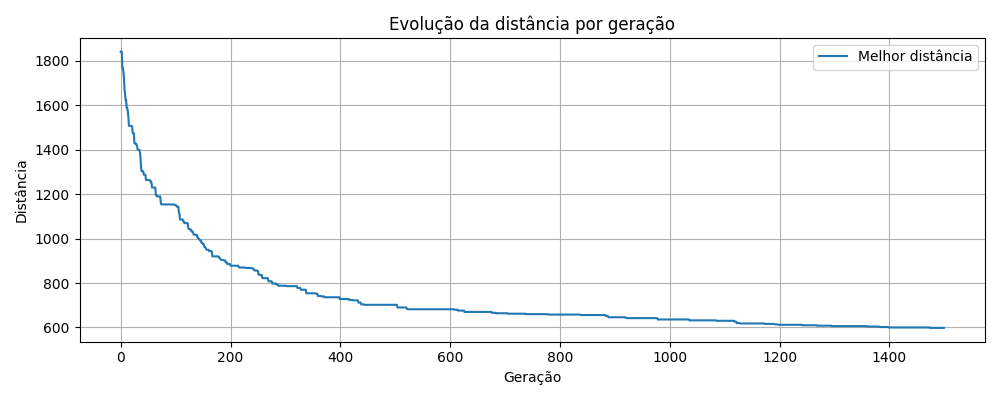 Evolução da distância por geração
Melhor distância
Distância
1800
1600
1400
1200
1000
800
600
0 200 400 600 800 1000 1200 1400
Geração